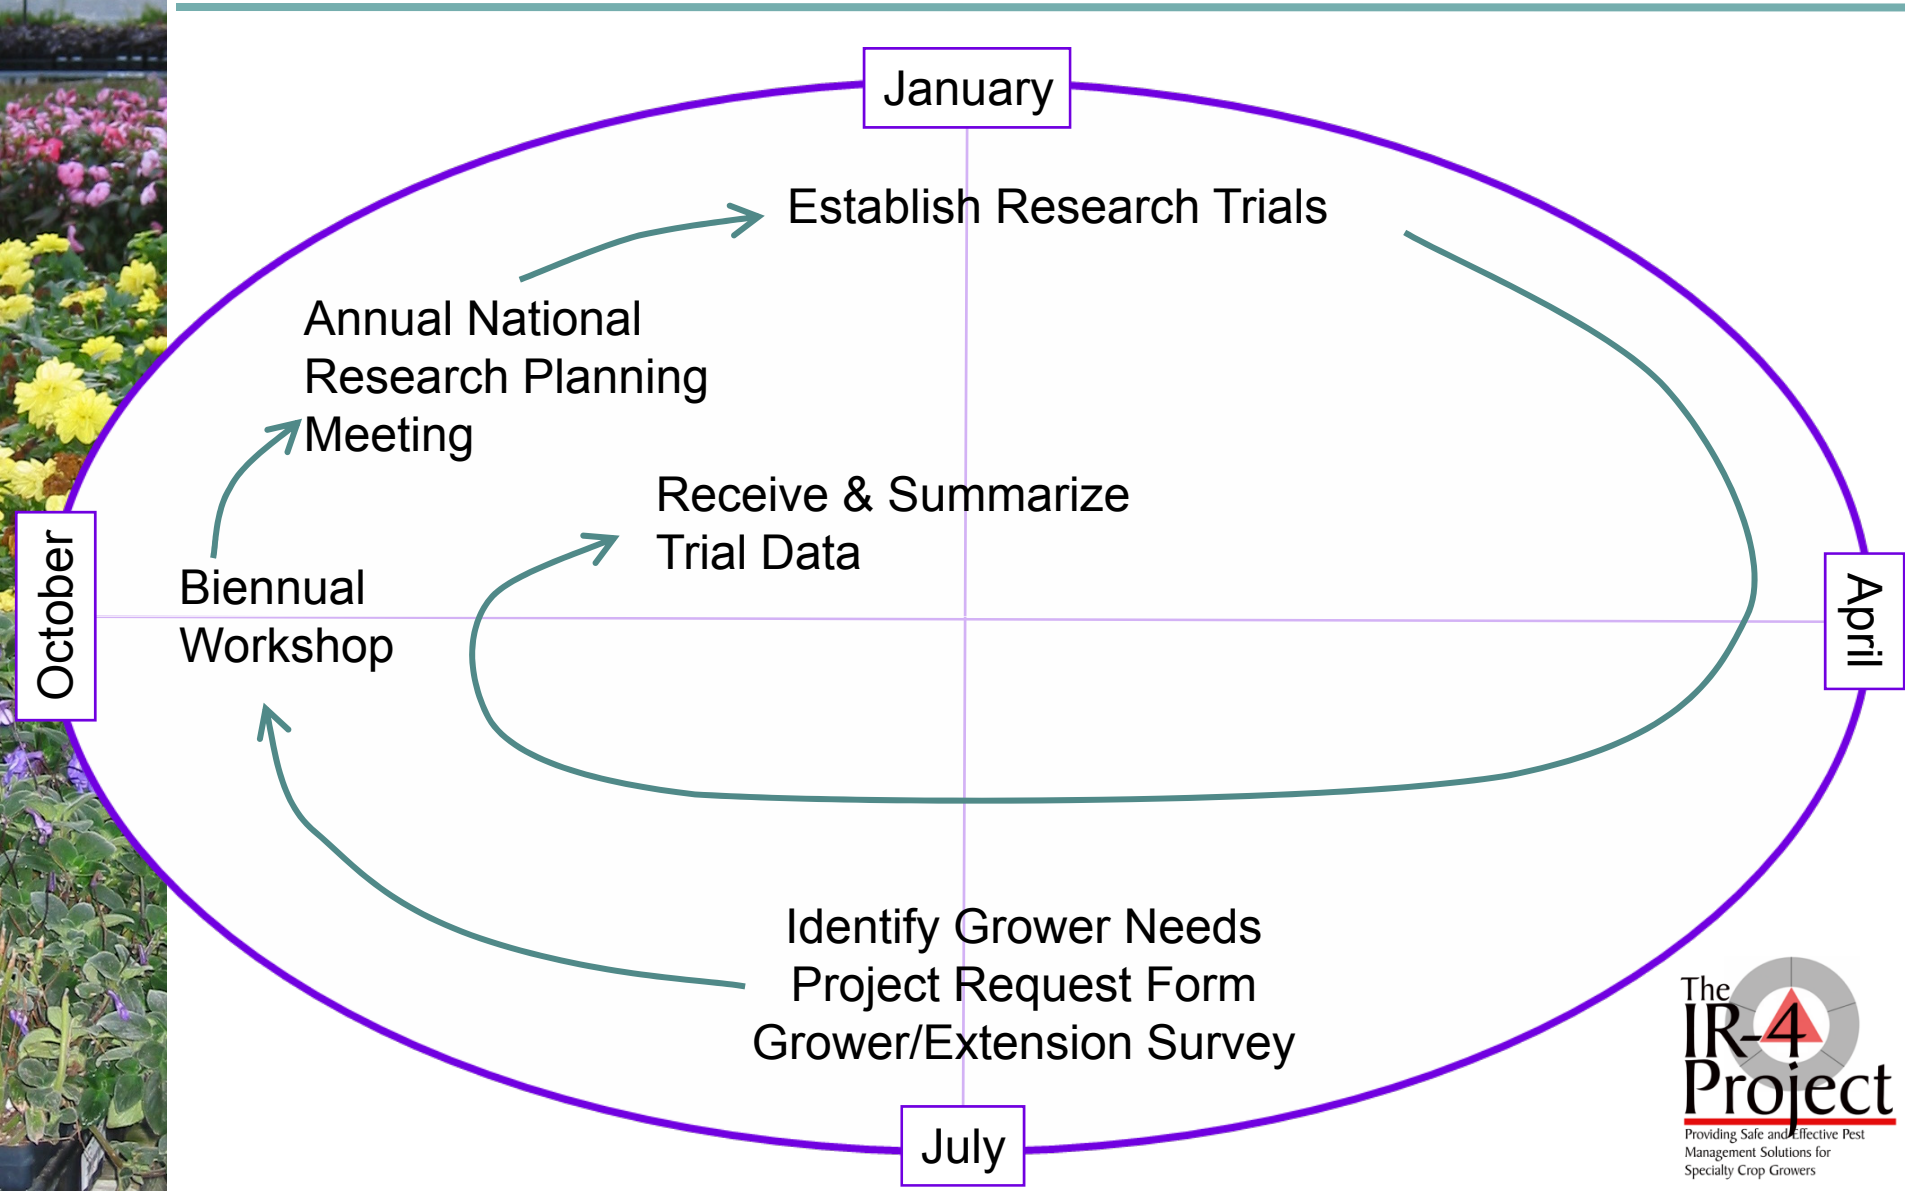 January
Establish Research Trials
Annual National
Research Planning
Meeting
Receive & Summarize
Trial Data
October
Biennual
Workshop
April
Identify Grower Needs
Project Request Form
Grower/Extension Survey
July
The
IR-4
Project
Providing Safe and Effective Pest
Management Solutions for
Specialty Crop Growers